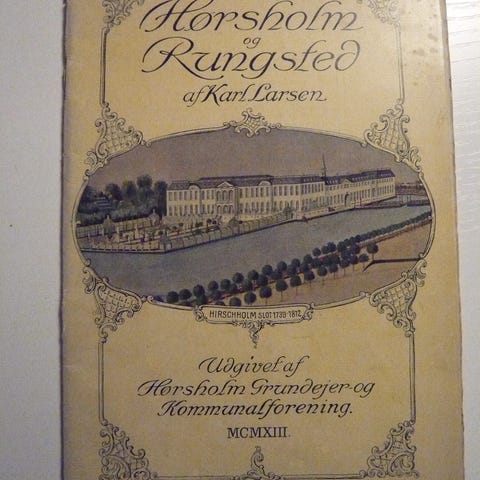 Hørsholm
og
Rungsted
af Karl Larsen
HIRSCHHOLM SLOT 1739-1812
Udgivet af
Hørsholm Grundejer- og
Kommunalforening.
MCMXIII.